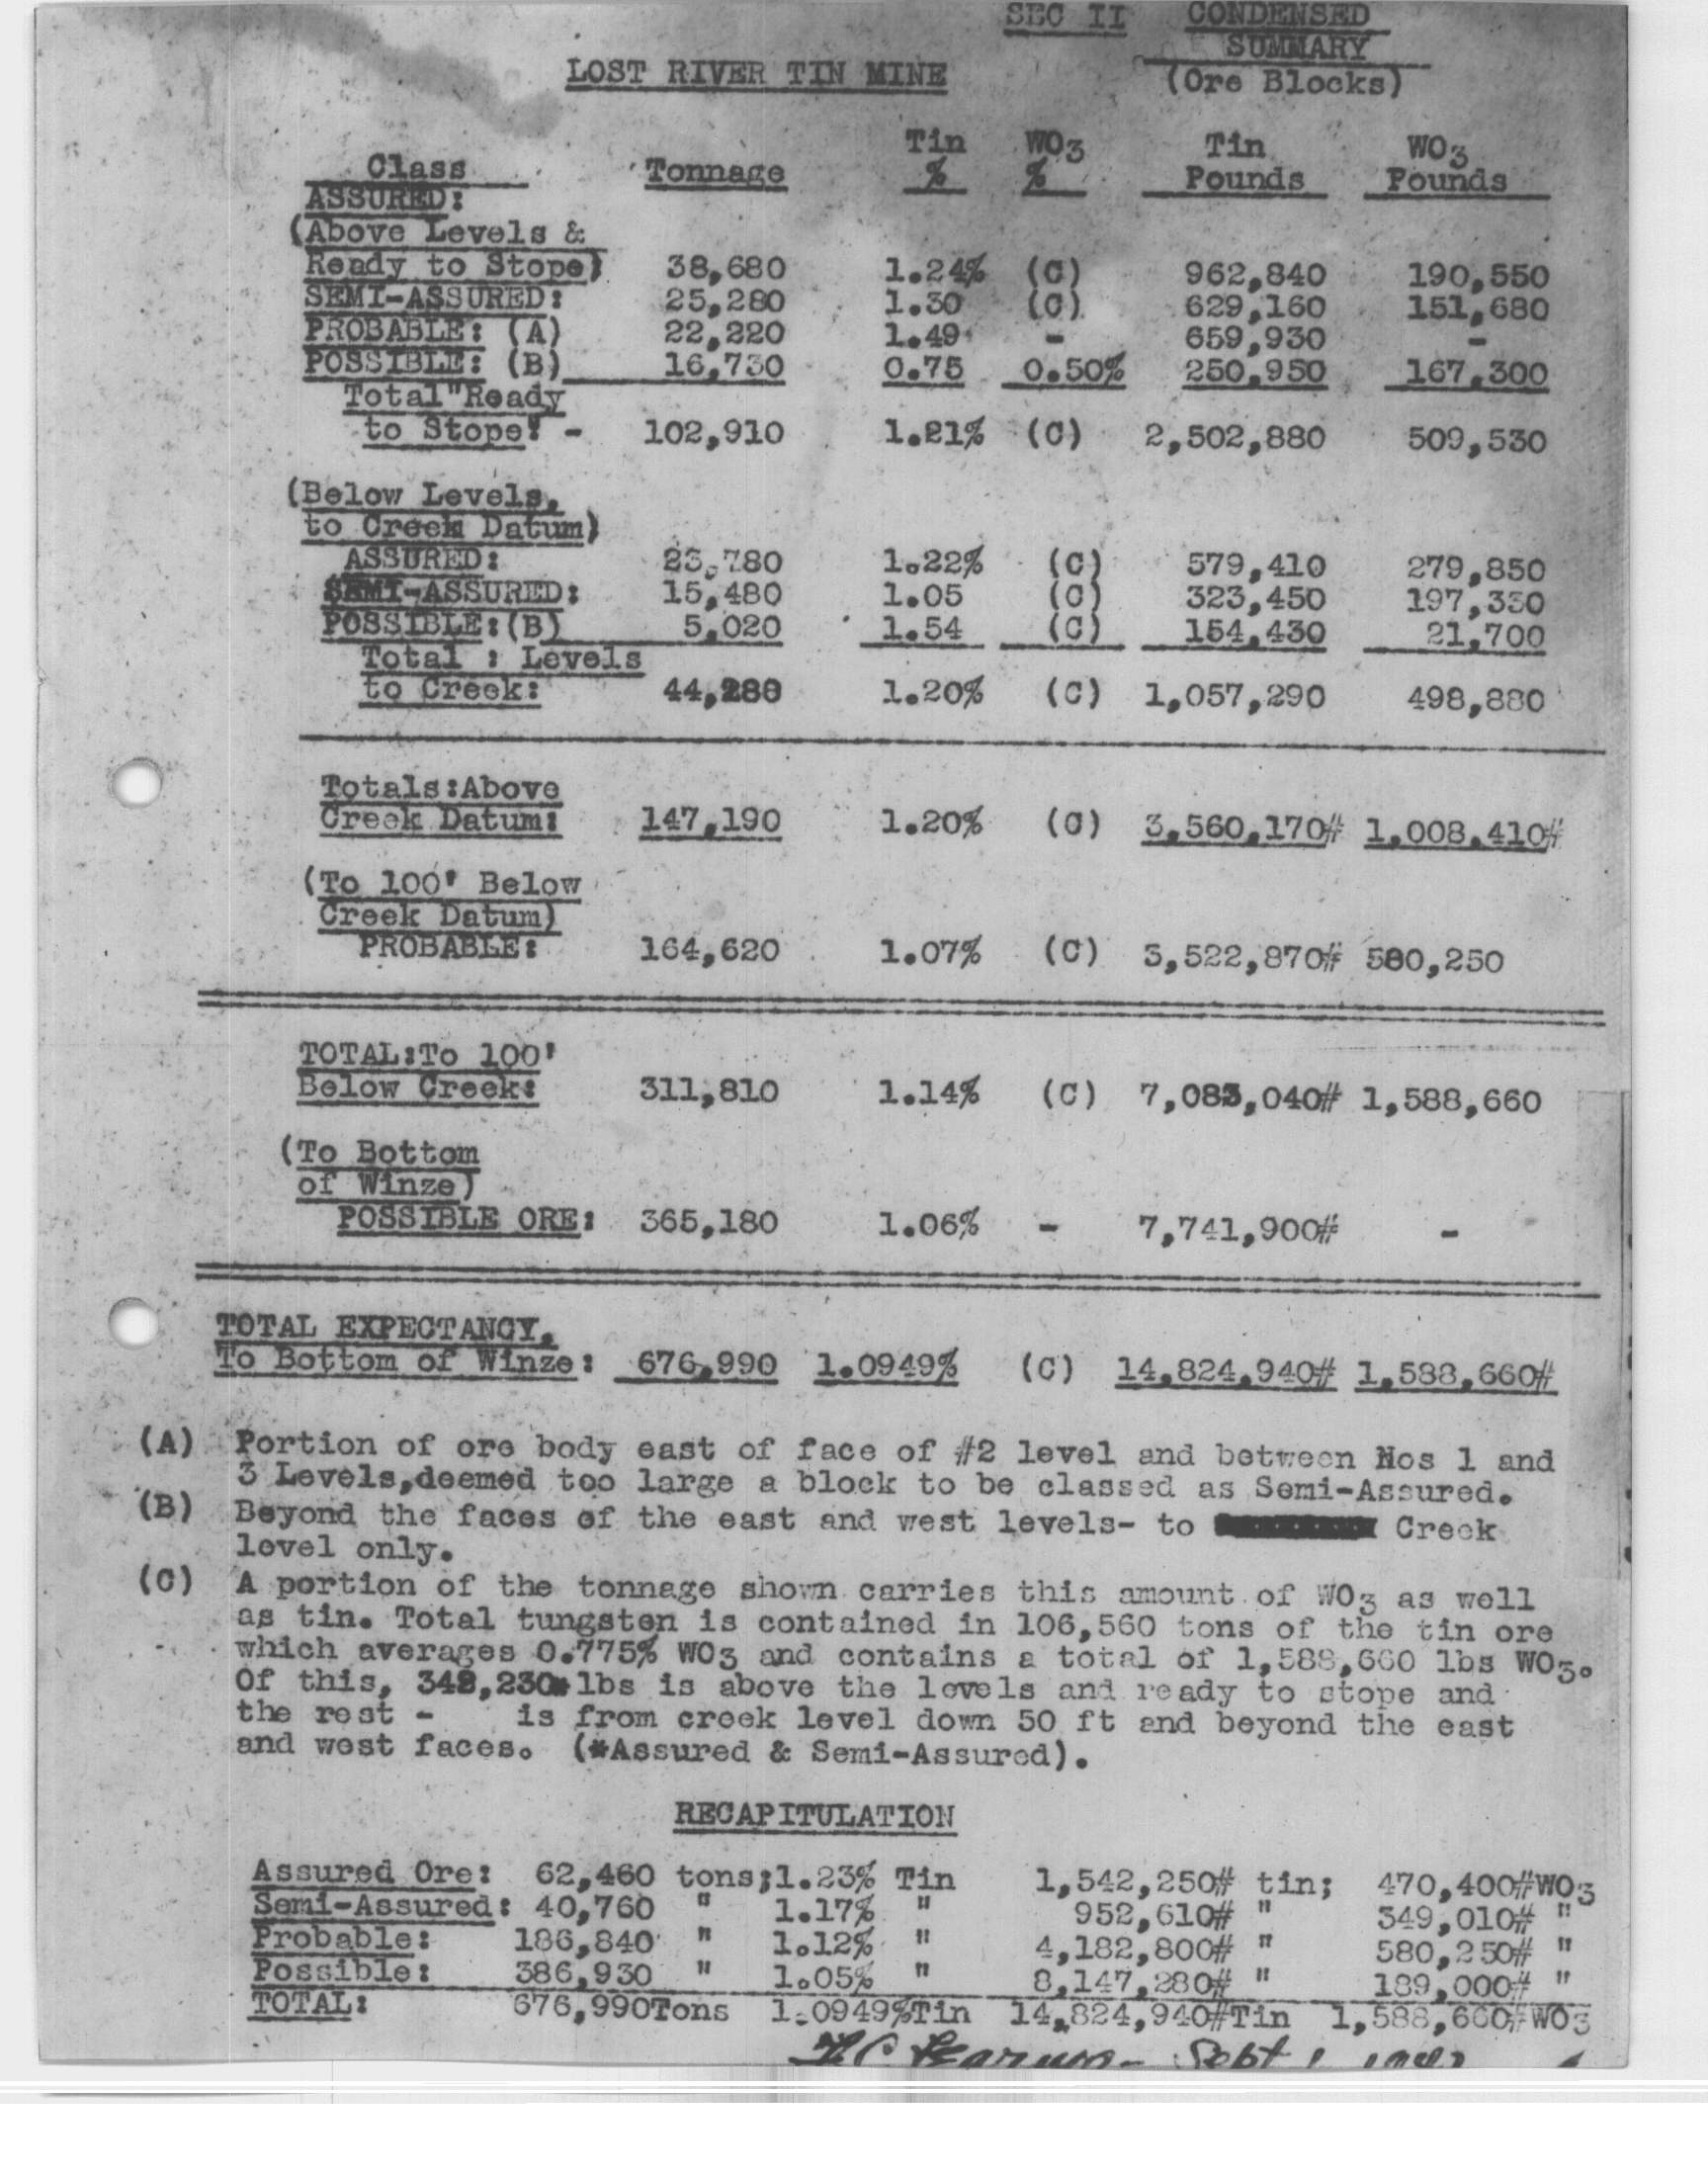 SEC II CONDENSED
SUMMARY
LOST RIVER TIN MINE (Ore Blocks)
Class Tonnage Tin % WO3 % Tin Pounds WO3 Pounds
ASSURED:
(Above Levels &
Ready to Stope) 38,680 1.24% (C) 962,840 190,550
SEMI-ASSURED: 25,280 1.30 (C) 629,160 151,680
PROBABLE: (A) 22,220 1.49 - 659,930 -
POSSIBLE: (B) 16,730 0.75 0.50% 250,950 167,300
Total "Ready
to Stope" - 102,910 1.21% (C) 2,502,880 509,530
(Below Levels,
to Creek Datum)
ASSURED: 23,780 1.22% (C) 579,410 279,850
SEMI-ASSURED: 15,480 1.05 (C) 323,450 197,330
POSSIBLE:(B) 5,020 1.54 (C) 154,430 21,700
Total : Levels
to Creek: 44,280 1.20% (C) 1,057,290 498,880
Totals:Above
Creek Datum: 147,190 1.20% (C) 3,560,170# 1,008,410#
(To 100' Below
Creek Datum)
PROBABLE: 164,620 1.07% (C) 3,522,870# 580,250
TOTAL:To 100'
Below Creek: 311,810 1.14% (C) 7,083,040# 1,588,660
(To Bottom
of Winze)
POSSIBLE ORE: 365,180 1.06% - 7,741,900# -
TOTAL EXPECTANCY,
To Bottom of Winze: 676,990 1.0949% (C) 14,824,940# 1,588,660#
(A) Portion of ore body east of face of #2 level and between Nos 1 and
3 Levels,deemed too large a block to be classed as Semi-Assured.
(B) Beyond the faces of the east and west levels- to Creek
level only.
(C) A portion of the tonnage shown carries this amount of WO3 as well
as tin. Total tungsten is contained in 106,560 tons of the tin ore
which averages 0.775% WO3 and contains a total of 1,588,660 lbs WO3.
Of this, 342,230* lbs is above the levels and ready to stope and
the rest - is from creek level down 50 ft and beyond the east
and west faces. (*Assured & Semi-Assured).
RECAPITULATION
Assured Ore: 62,460 tons;1.23% Tin 1,542,250# tin; 470,400#WO3
Semi-Assured: 40,760 " 1.17% " 952,610# " 349,010# "
Probable: 186,840 " 1.12% " 4,182,800# " 580,250# "
Possible: 386,930 " 1.05% " 8,147,280# " 189,000# "
TOTAL: 676,990Tons 1.0949%Tin 14,824,940#Tin 1,588,660#WO3
Sept 1